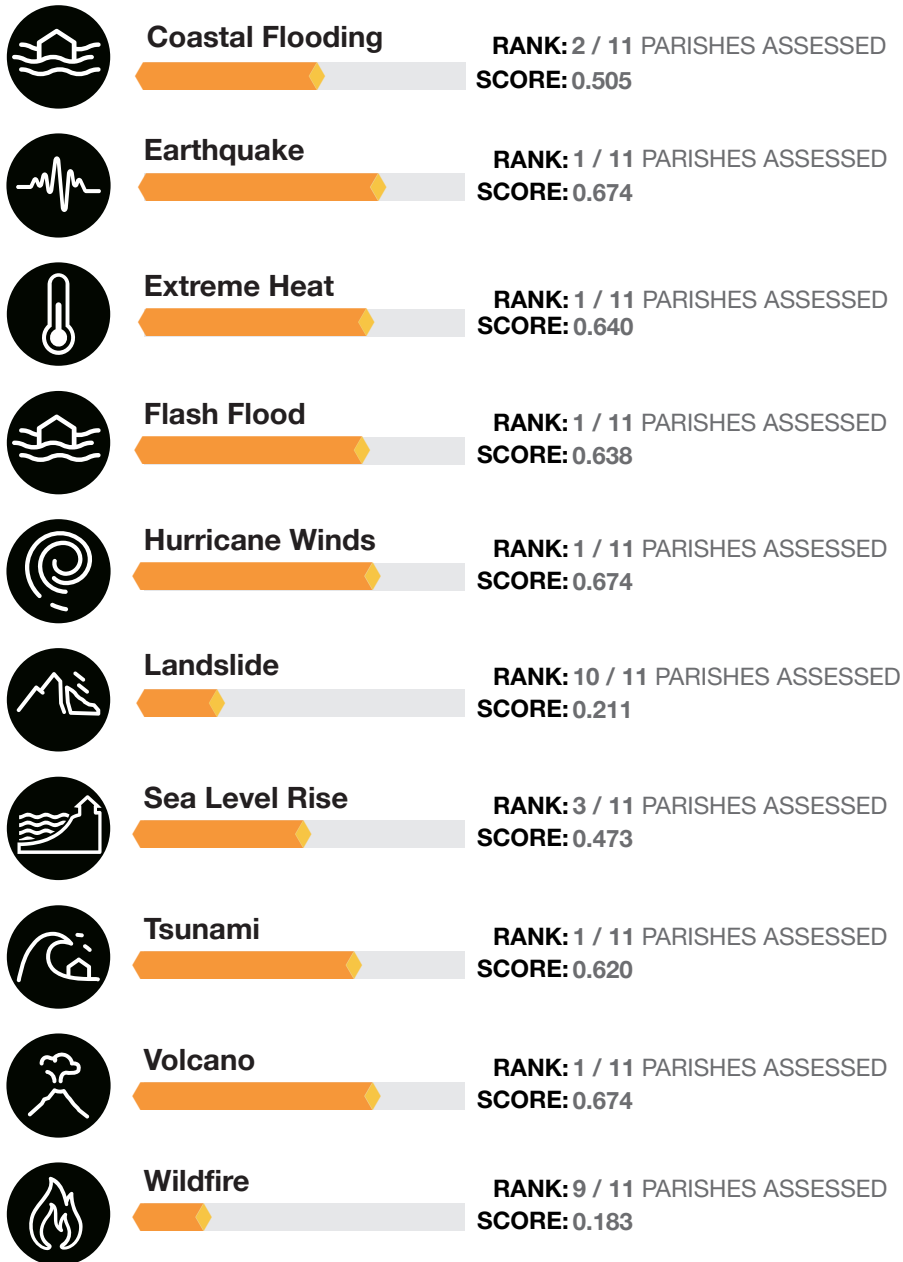 Coastal Flooding
RANK: 2 / 11 PARISHES ASSESSED
SCORE: 0.505
Earthquake
RANK: 1 / 11 PARISHES ASSESSED
SCORE: 0.674
Extreme Heat
RANK: 1 / 11 PARISHES ASSESSED
SCORE: 0.640
Flash Flood
RANK: 1 / 11 PARISHES ASSESSED
SCORE: 0.638
Hurricane Winds
RANK: 1 / 11 PARISHES ASSESSED
SCORE: 0.674
Landslide
RANK: 10 / 11 PARISHES ASSESSED
SCORE: 0.211
Sea Level Rise
RANK: 3 / 11 PARISHES ASSESSED
SCORE: 0.473
Tsunami
RANK: 1 / 11 PARISHES ASSESSED
SCORE: 0.620
Volcano
RANK: 1 / 11 PARISHES ASSESSED
SCORE: 0.674
Wildfire
RANK: 9 / 11 PARISHES ASSESSED
SCORE: 0.183